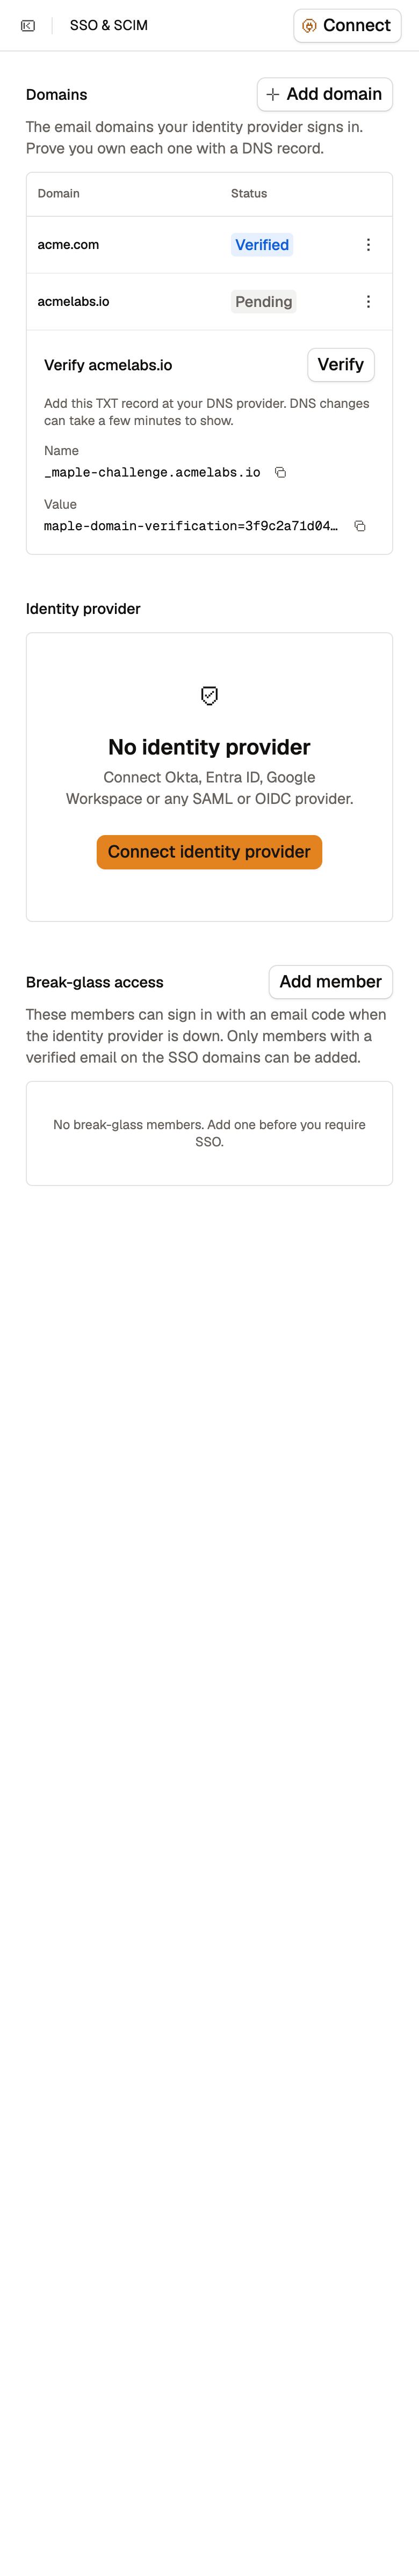 SSO & SCIM
Connect
Domains
Add domain
The email domains your identity provider signs in.
Prove you own each one with a DNS record.
Domain Status
acme.com Verified
acmelabs.io Pending
Verify acmelabs.io
Verify
Add this TXT record at your DNS provider. DNS changes
can take a few minutes to show.
Name
_maple-challenge.acmelabs.io
Value
maple-domain-verification=3f9c2a71d04…
Identity provider
No identity provider
Connect Okta, Entra ID, Google
Workspace or any SAML or OIDC provider.
Connect identity provider
Break-glass access
Add member
These members can sign in with an email code when
the identity provider is down. Only members with a
verified email on the SSO domains can be added.
No break-glass members. Add one before you require
SSO.